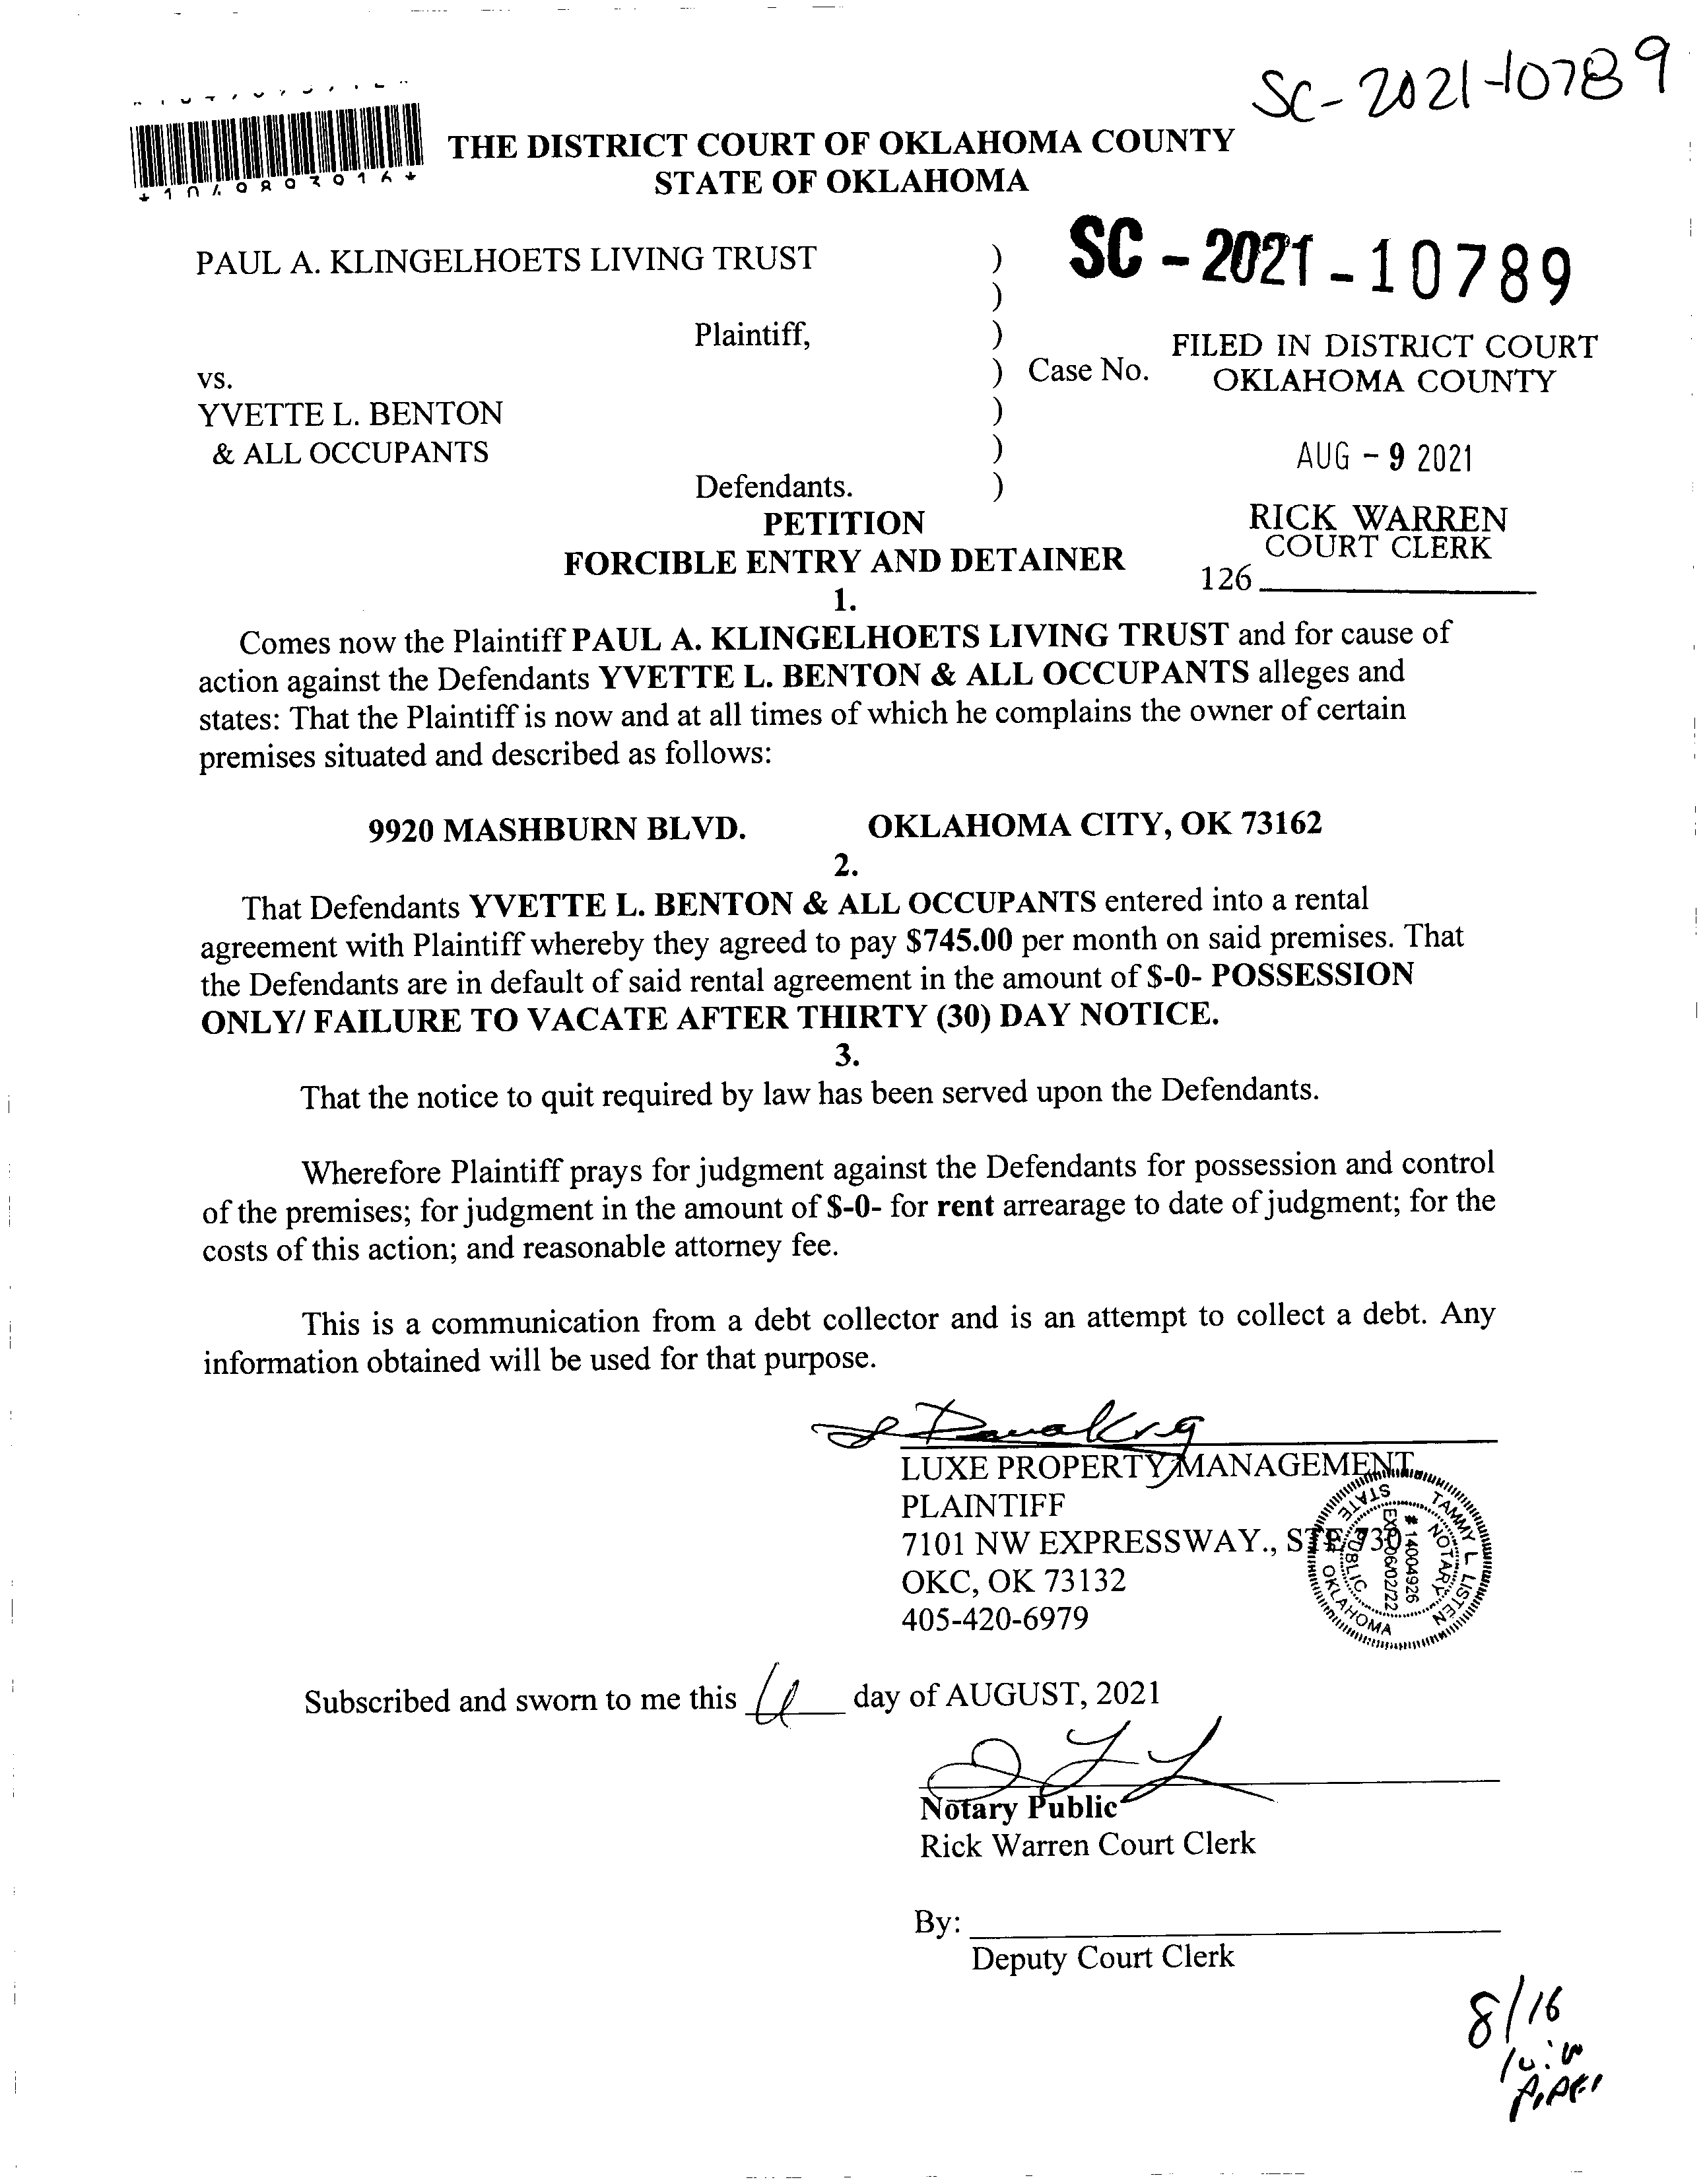 SC-2021-10789
THE DISTRICT COURT OF OKLAHOMA COUNTY
STATE OF OKLAHOMA
PAUL A. KLINGELHOETS LIVING TRUST )
SC - 2021 - 10789
)
Plaintiff, )
FILED IN DISTRICT COURT
OKLAHOMA COUNTY
vs. ) Case No.
YVETTE L. BENTON )
& ALL OCCUPANTS )
AUG - 9 2021
Defendants. )
RICK WARREN
COURT CLERK
126
PETITION
FORCIBLE ENTRY AND DETAINER
1.
Comes now the Plaintiff PAUL A. KLINGELHOETS LIVING TRUST and for cause of
action against the Defendants YVETTE L. BENTON & ALL OCCUPANTS alleges and
states: That the Plaintiff is now and at all times of which he complains the owner of certain
premises situated and described as follows:
9920 MASHBURN BLVD. OKLAHOMA CITY, OK 73162
2.
That Defendants YVETTE L. BENTON & ALL OCCUPANTS entered into a rental
agreement with Plaintiff whereby they agreed to pay $745.00 per month on said premises. That
the Defendants are in default of said rental agreement in the amount of $-0- POSSESSION
ONLY/ FAILURE TO VACATE AFTER THIRTY (30) DAY NOTICE.
3.
That the notice to quit required by law has been served upon the Defendants.
Wherefore Plaintiff prays for judgment against the Defendants for possession and control
of the premises; for judgment in the amount of $-0- for rent arrearage to date of judgment; for the
costs of this action; and reasonable attorney fee.
This is a communication from a debt collector and is an attempt to collect a debt. Any
information obtained will be used for that purpose.
LUXE PROPERTY MANAGEMENT
PLAINTIFF
7101 NW EXPRESSWAY., STE 730
OKC, OK 73132
405-420-6979
TAMMY L. LISTEN
NOTARY
# 14004926
EXP. 06/02/22
PUBLIC
STATE OKLAHOMA
Subscribed and sworn to me this day of AUGUST, 2021
Notary Public
Rick Warren Court Clerk
By:
Deputy Court Clerk
8/16